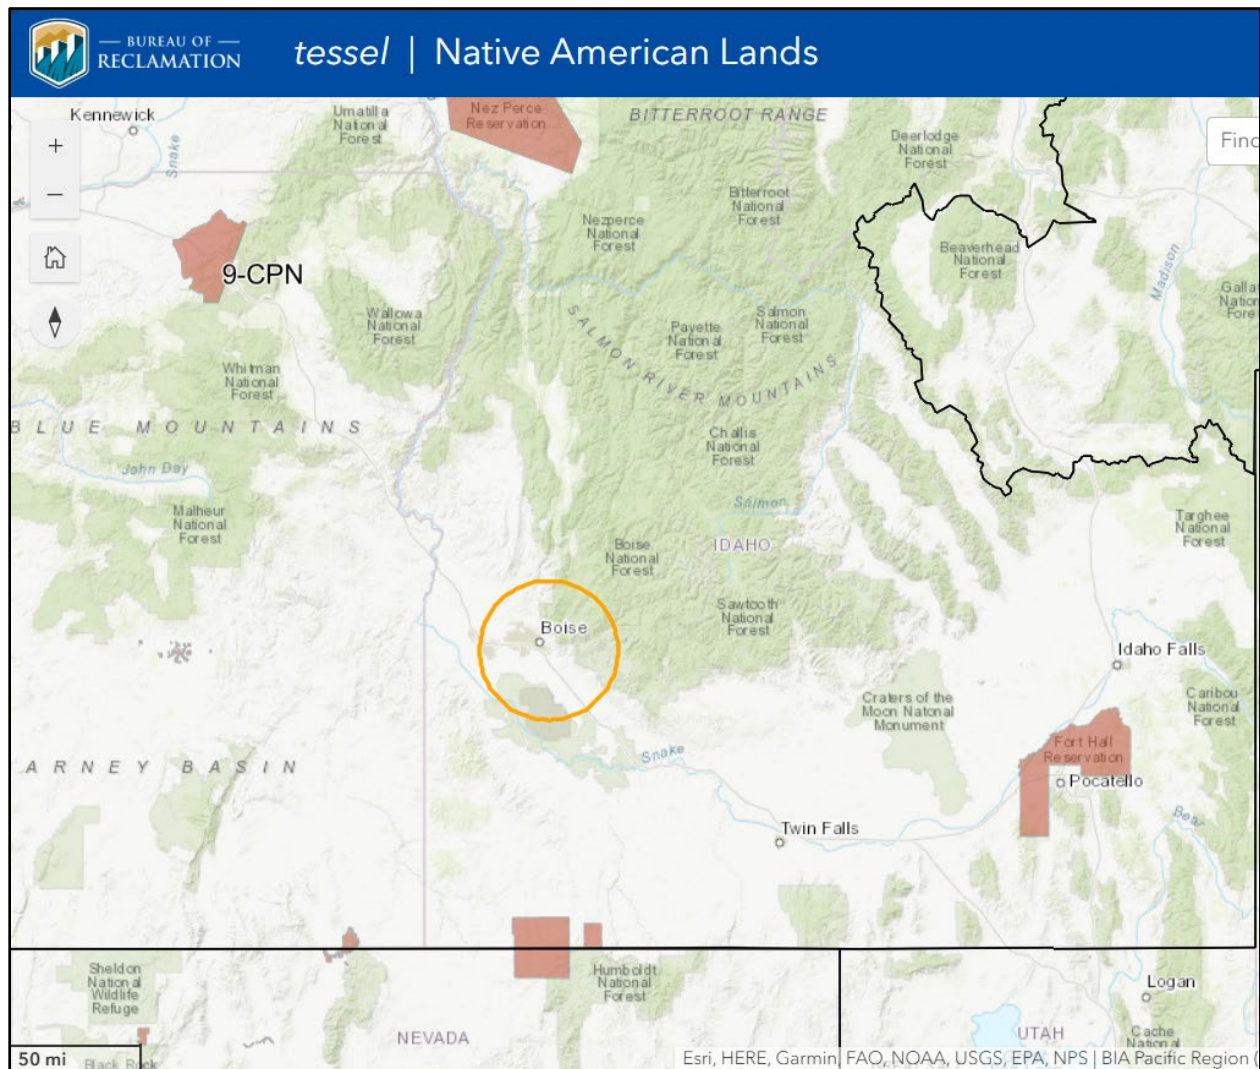 BUREAU OF
RECLAMATION
tessel | Native American Lands
Kennewick
Umatilla
National
Forest
Nez Perce
Reservation
BITTERROOT RANGE
Deerlodge
National
Forest
Find
+
−
Snake
Bitterroot
National
Forest
Nezperce
National
Forest
Beaverhead
National
Forest
Madison
9-CPN
Wallowa
National
Forest
Salmon
National
Forest
Payette
National
Forest
SALMON RIVER MOUNTAINS
Whitman
National
Forest
BLUE MOUNTAINS
Challis
National
Forest
John Day
Salmon
Malheur
National
Forest
Targhee
National
Forest
Boise
National
Forest
IDAHO
Sawtooth
National
Forest
Boise
Idaho Falls
Craters of the
Moon National
Monument
Caribou
National
Forest
Snake
Fort Hall
Reservation
ARNEY BASIN
Pocatello
Bear
Twin Falls
Sheldon
National
Wildlife
Refuge
Humboldt
National
Forest
Logan
NEVADA
UTAH
Cache
National
50 mi
Black Rock
Esri, HERE, Garmin, FAO, NOAA, USGS, EPA, NPS | BIA Pacific Region (